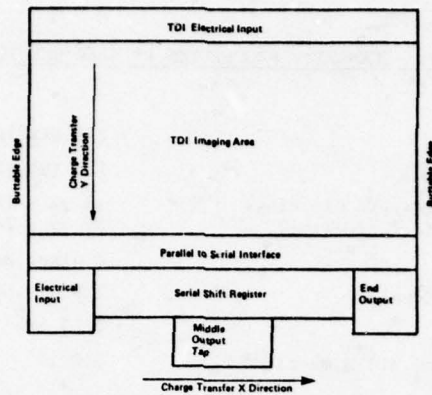 TDI Electrical Input
Buttable Edge
Charge Transfer
Y Direction
TDI Imaging Area
Buttable Edge
Parallel to Serial Interface
Electrical
Input
Serial Shift Register
End
Output
Middle
Output
Tap
Charge Transfer X Direction